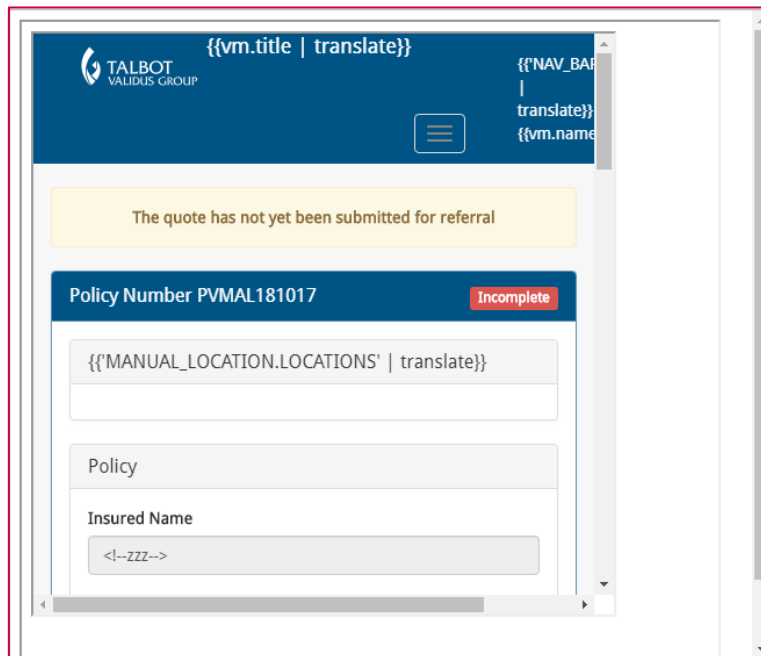 TALBOT
VALIDUS GROUP
{{vm.title | translate}}
{{'NAV_BAR
|
translate}}
{{vm.name
The quote has not yet been submitted for referral
Policy Number PVMAL181017
Incomplete
{{'MANUAL_LOCATION.LOCATIONS' | translate}}
Policy
Insured Name
<!--zzz-->